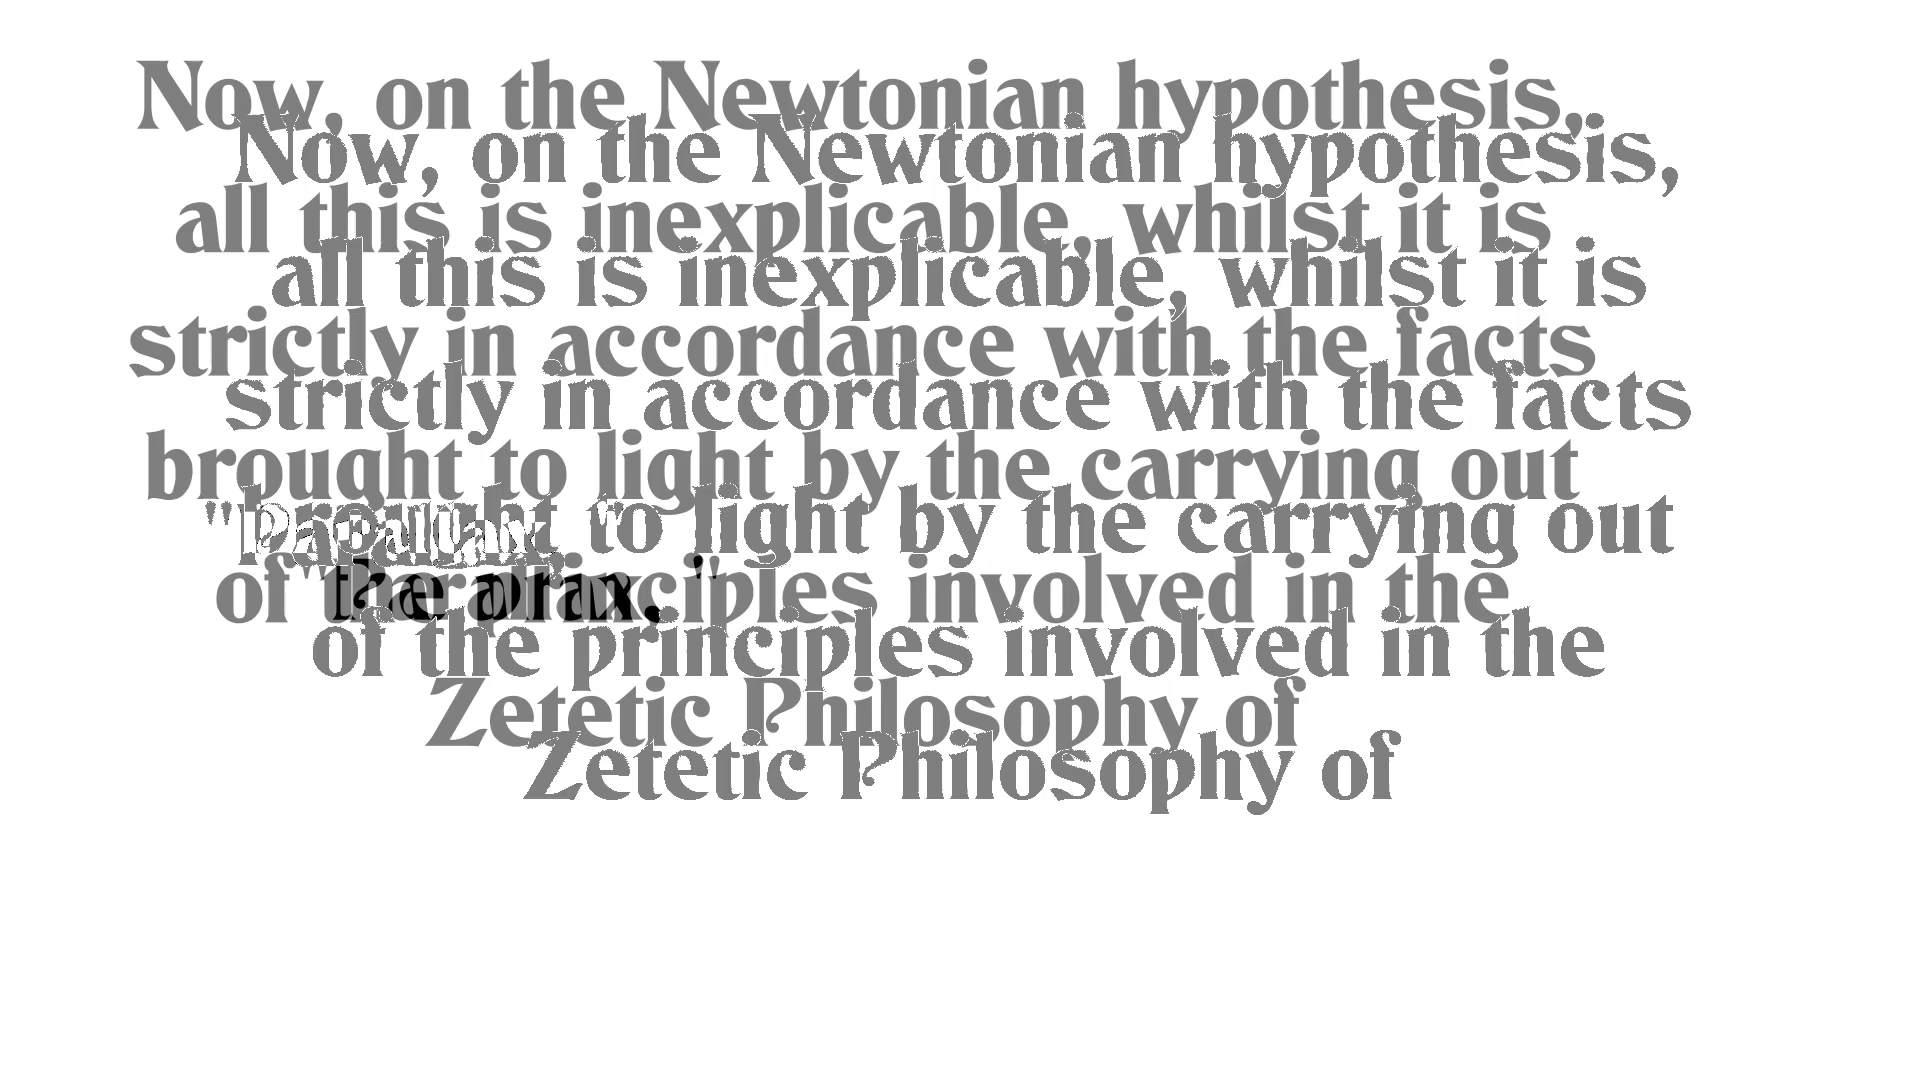 Now, on the Newtonian hypothesis,
Now, on the Newtonian hypothesis,
all this is inexplicable, whilst it is
all this is inexplicable, whilst it is
strictly in accordance with the facts
strictly in accordance with the facts
brought to light by the carrying out
brought to light by the carrying out
"Parallax."
of the principles involved in the
"Parallax."
of the principles involved in the
Zetetic Philosophy of
Zetetic Philosophy of